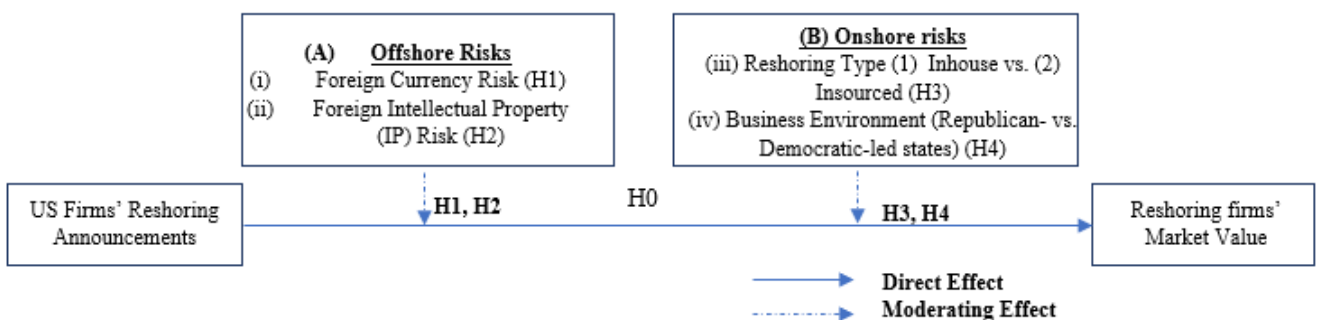 (A) Offshore Risks
(i) Foreign Currency Risk (H1)
(ii) Foreign Intellectual Property
(IP) Risk (H2)
(B) Onshore risks
(iii) Reshoring Type (1) Inhouse vs. (2)
Insourced (H3)
(iv) Business Environment (Republican- vs.
Democratic-led states) (H4)
US Firms’ Reshoring
Announcements
H1, H2
H0
H3, H4
Reshoring firms’
Market Value
Direct Effect
Moderating Effect